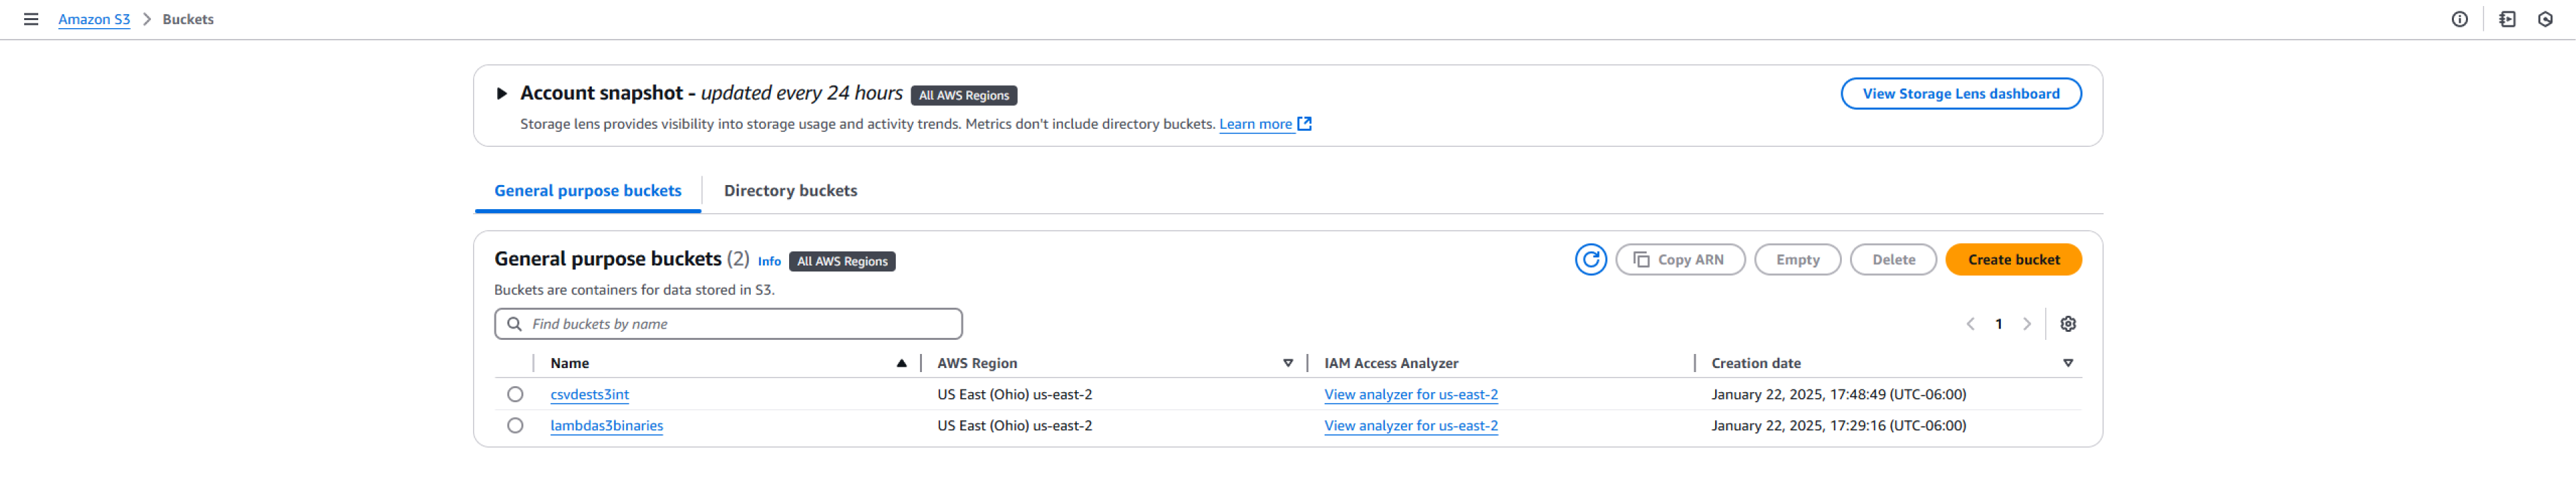 Amazon S3 > Buckets
Account snapshot - updated every 24 hours All AWS Regions
View Storage Lens dashboard
Storage lens provides visibility into storage usage and activity trends. Metrics don't include directory buckets. Learn more
General purpose buckets Directory buckets
General purpose buckets (2) Info All AWS Regions
Copy ARN Empty Delete Create bucket
Buckets are containers for data stored in S3.
Find buckets by name
1
Name AWS Region IAM Access Analyzer Creation date
csvdests3int US East (Ohio) us-east-2 View analyzer for us-east-2 January 22, 2025, 17:48:49 (UTC-06:00)
lambdas3binaries US East (Ohio) us-east-2 View analyzer for us-east-2 January 22, 2025, 17:29:16 (UTC-06:00)